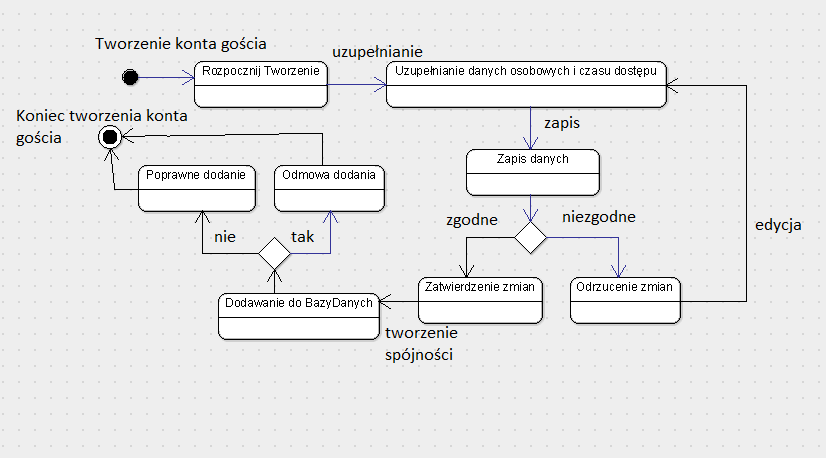 Tworzenie konta gościa
uzupełnianie
Rozpocznij Tworzenie
Uzupełnianie danych osobowych i czasu dostępu
Koniec tworzenia konta
gościa
zapis
Poprawne dodanie
Odmowa dodania
Zapis danych
zgodne
niezgodne
edycja
nie
tak
Dodawanie do BazyDanych
Zatwierdzenie zmian
Odrzucenie zmian
tworzenie
spójności